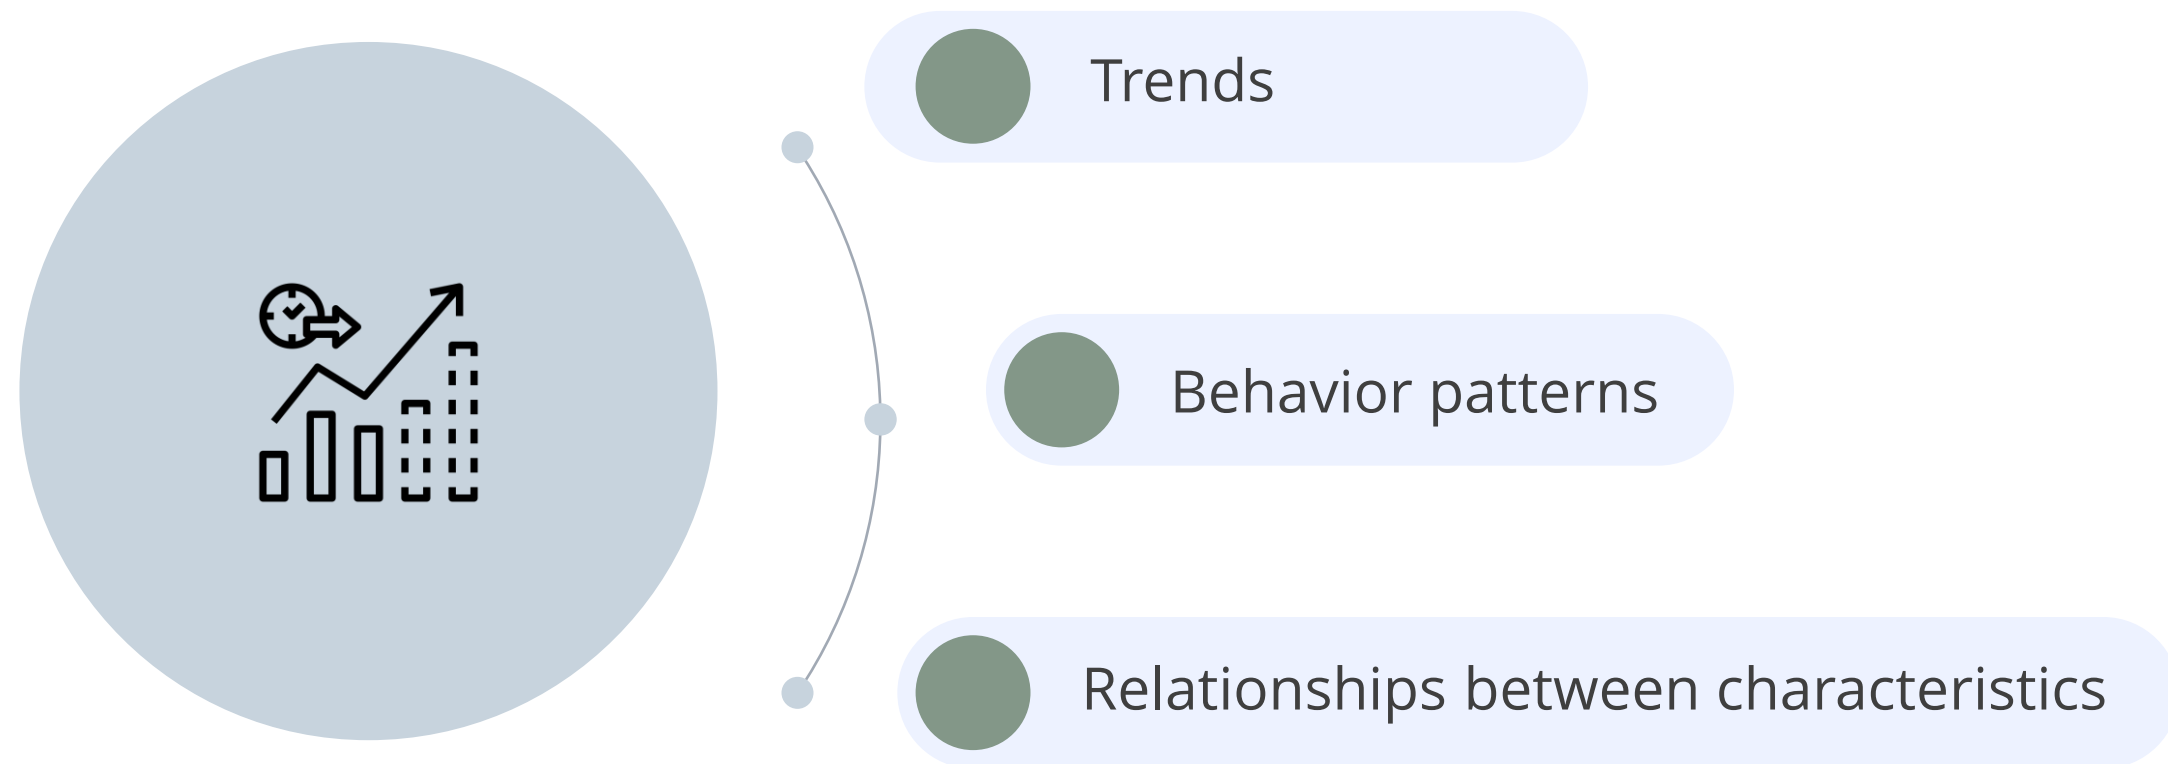 Trends
Behavior patterns
Relationships between characteristics